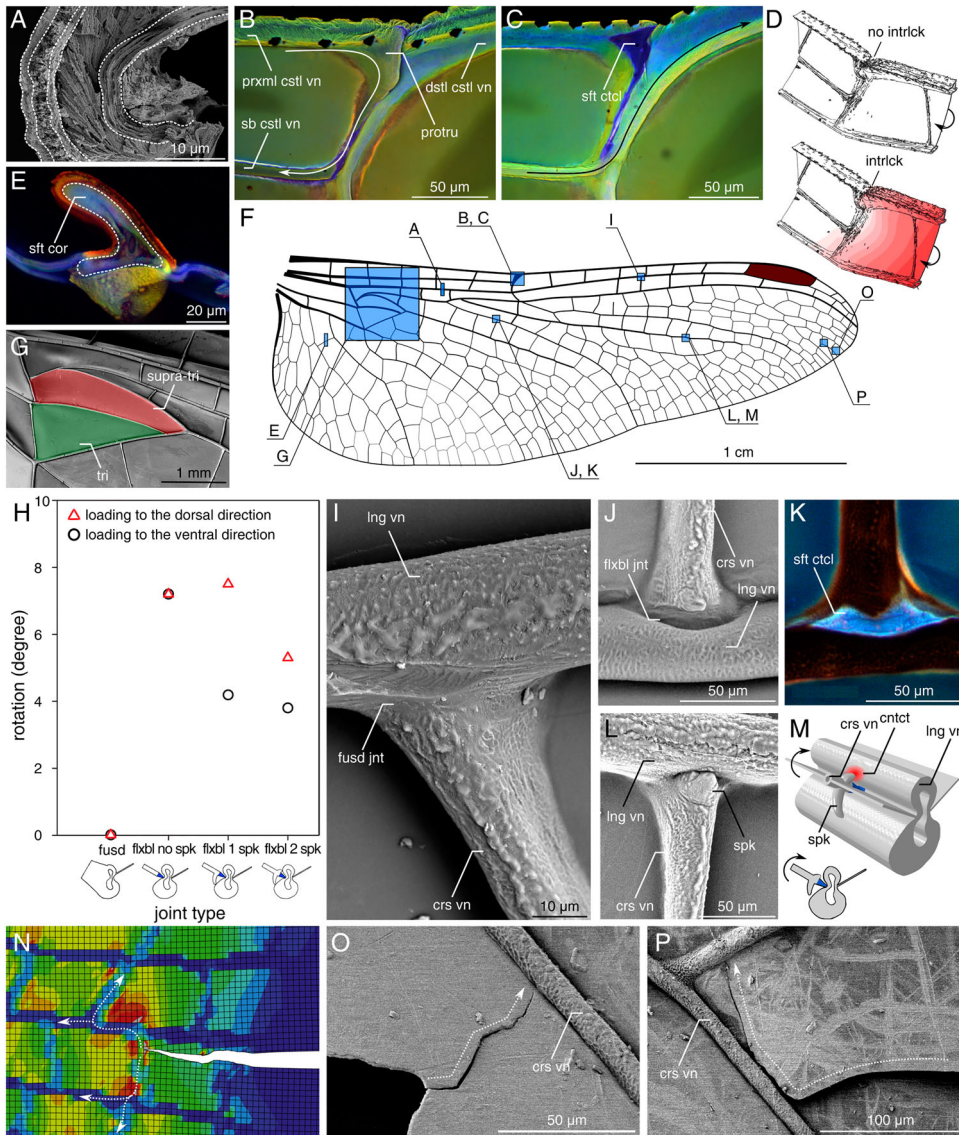 A
10 µm
B
prxml cstl vn
dstl cstl vn
protru
sb cstl vn
50 µm
C
sft ctcl
50 µm
D
no intrlck
intrlck
E
sft cor
20 µm
F
A
B, C
I
O
P
L, M
J, K
E
G
1 cm
G
supra-tri
tri
1 mm
H
10
8
6
4
2
0
rotation (degree)
loading to the dorsal direction
loading to the ventral direction
fusd
flxbl no spk
flxbl 1 spk
flxbl 2 spk
joint type
I
lng vn
fusd jnt
crs vn
10 µm
J
crs vn
flxbl jnt
lng vn
50 µm
K
sft ctcl
50 µm
L
lng vn
spk
crs vn
50 µm
M
crs vn
cntct
lng vn
spk
N
O
crs vn
50 µm
P
crs vn
100 µm